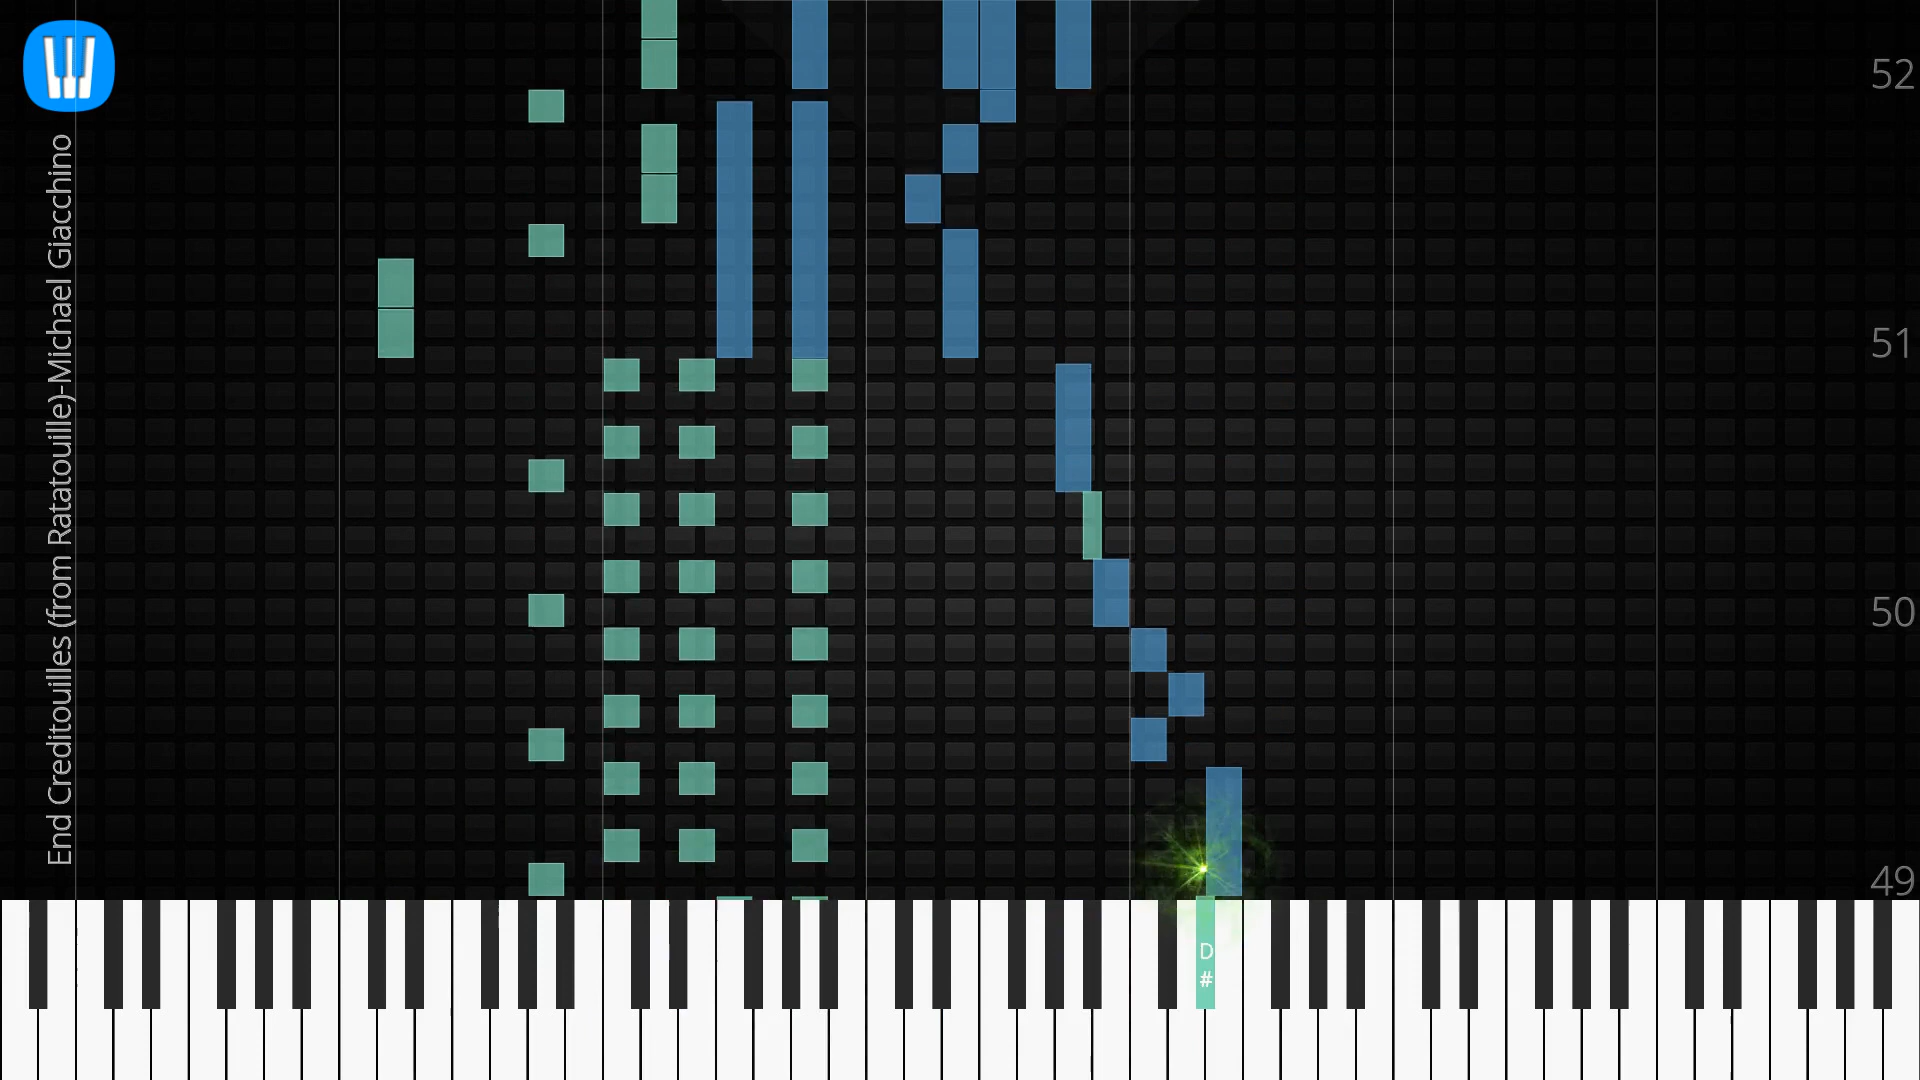 End Creditouilles (from Ratatouille)-Michael Giacchino
52
51
50
49
D
#